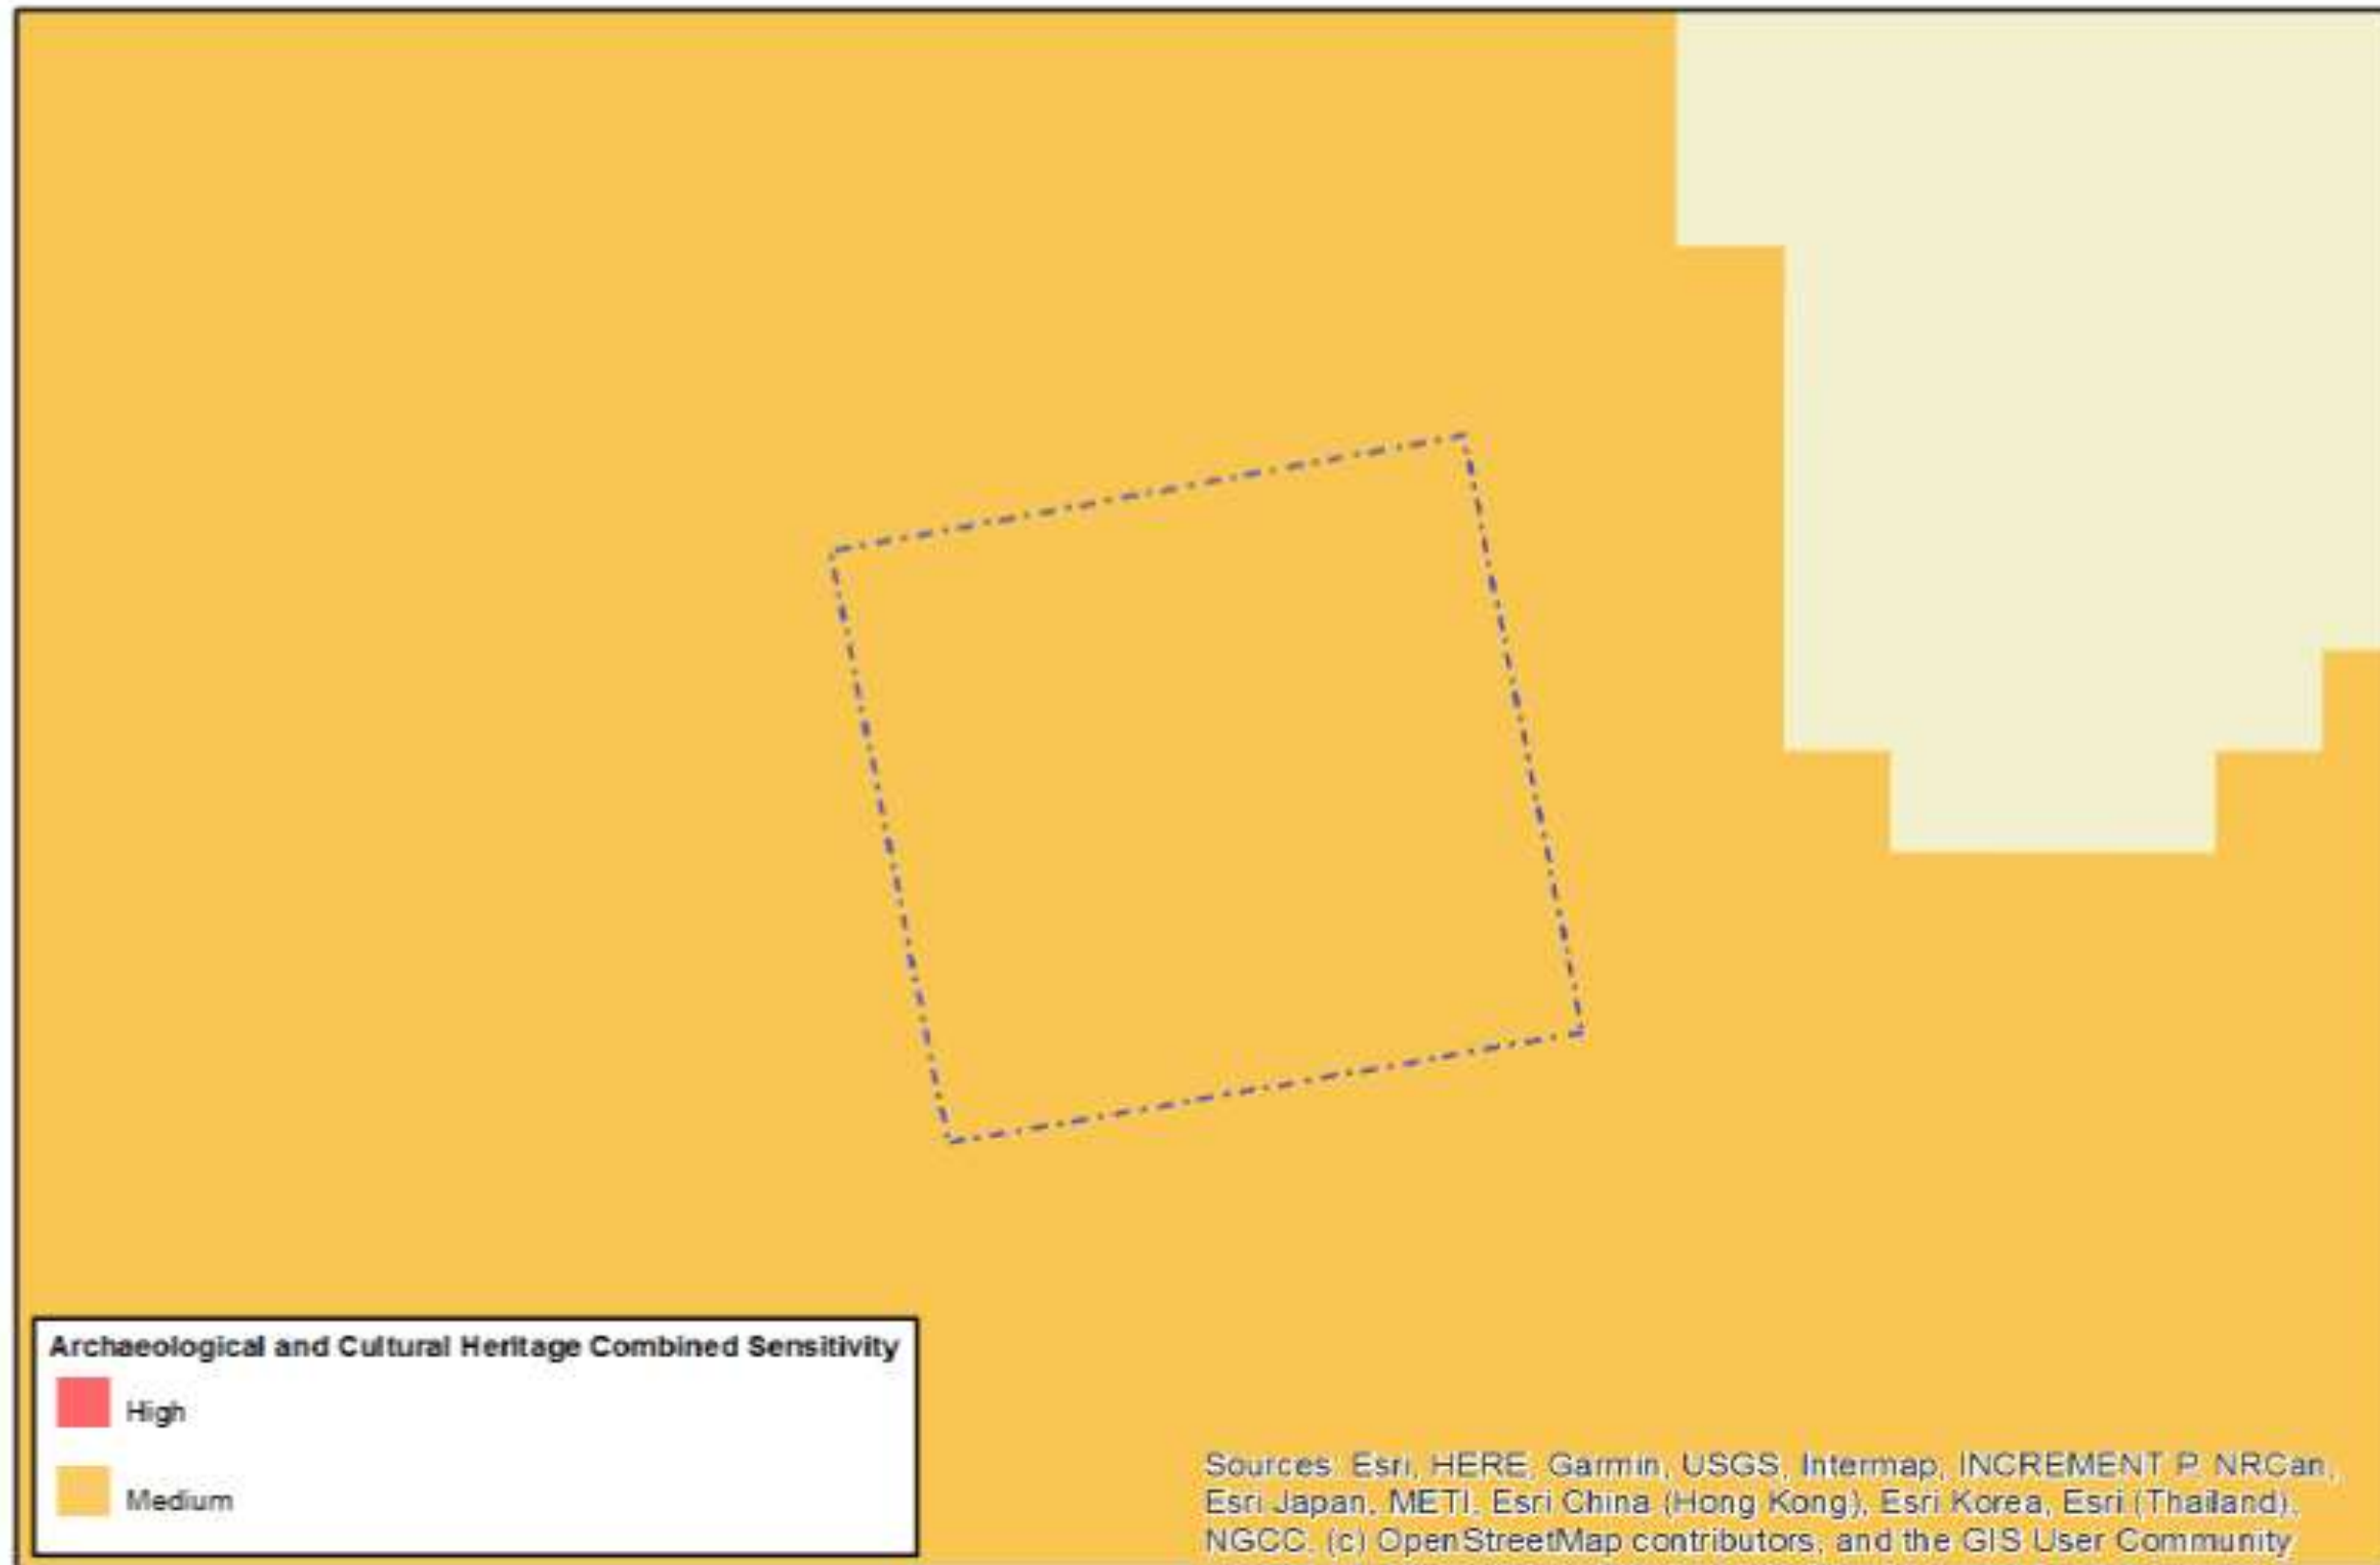 Archaeological and Cultural Heritage Combined Sensitivity
High
Medium
Sources: Esri, HERE, Garmin, USGS, Intermap, INCREMENT P, NRCan,
Esri Japan, METI, Esri China (Hong Kong), Esri Korea, Esri (Thailand),
NGCC, (c) OpenStreetMap contributors, and the GIS User Community